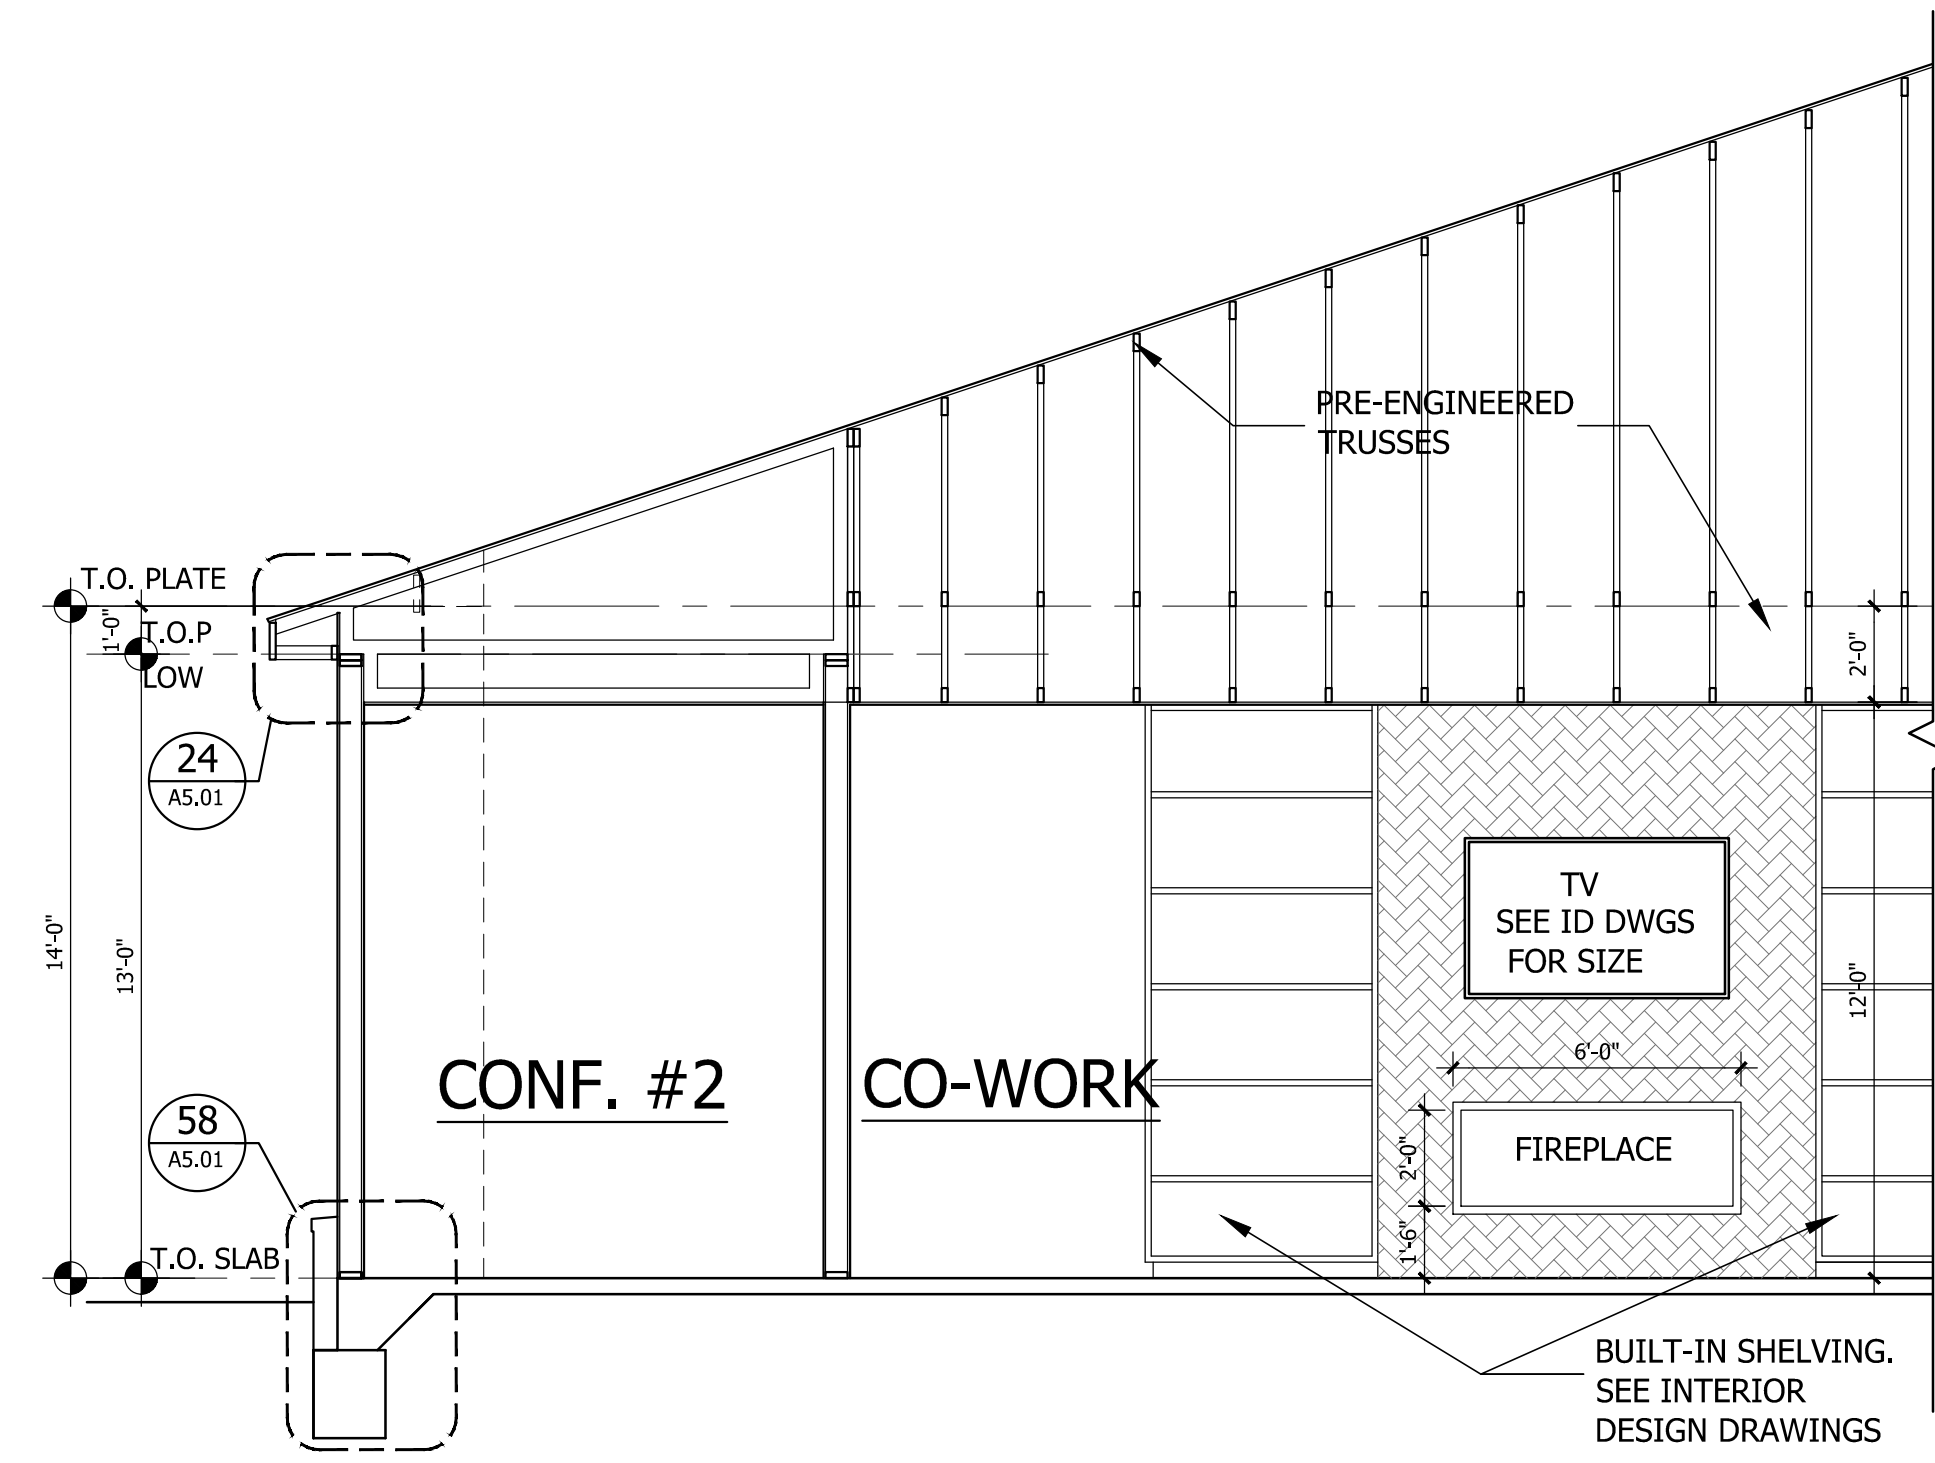 PRE-ENGINEERED
TRUSSES
T.O. PLATE
1'-0"
T.O.P
LOW
2'-0"
24
A5.01
14'-0"
13'-0"
TV
SEE ID DWGS
FOR SIZE
12'-0"
6'-0"
CONF. #2
CO-WORK
58
A5.01
2'-0"
FIREPLACE
1'-6"
T.O. SLAB
BUILT-IN SHELVING.
SEE INTERIOR
DESIGN DRAWINGS